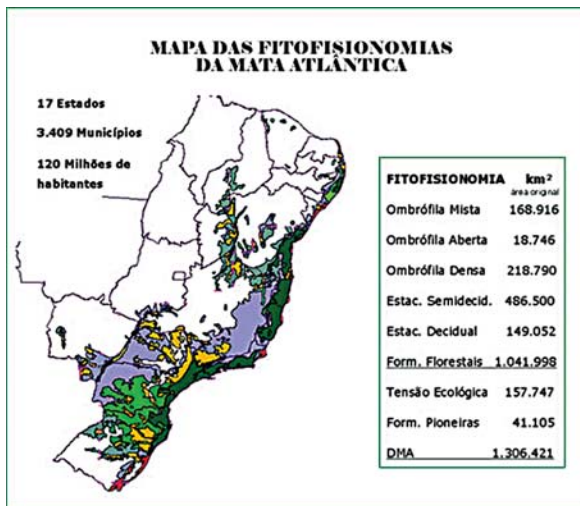 MAPA DAS FITOFISIONOMIAS
DA MATA ATLÂNTICA
17 Estados
3.409 Municípios
120 Milhões de
habitantes
FITOFISIONOMIA km²
área original
Ombrófila Mista 168.916
Ombrófila Aberta 18.746
Ombrófila Densa 218.790
Estac. Semidecid. 486.500
Estac. Decidual 149.052
Form. Florestais 1.041.998
Tensão Ecológica 157.747
Form. Pioneiras 41.105
DMA 1.306.421